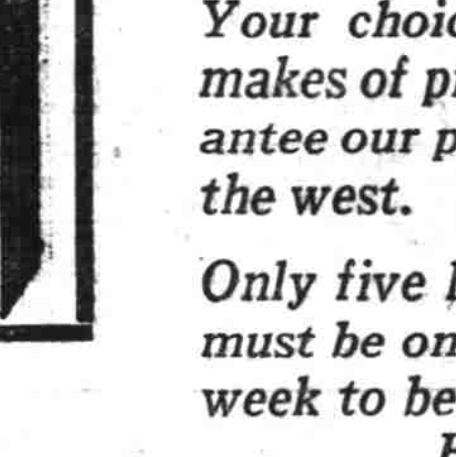 Your choic
makes of p
antee our p
the west.
Only five
must be on
week to be